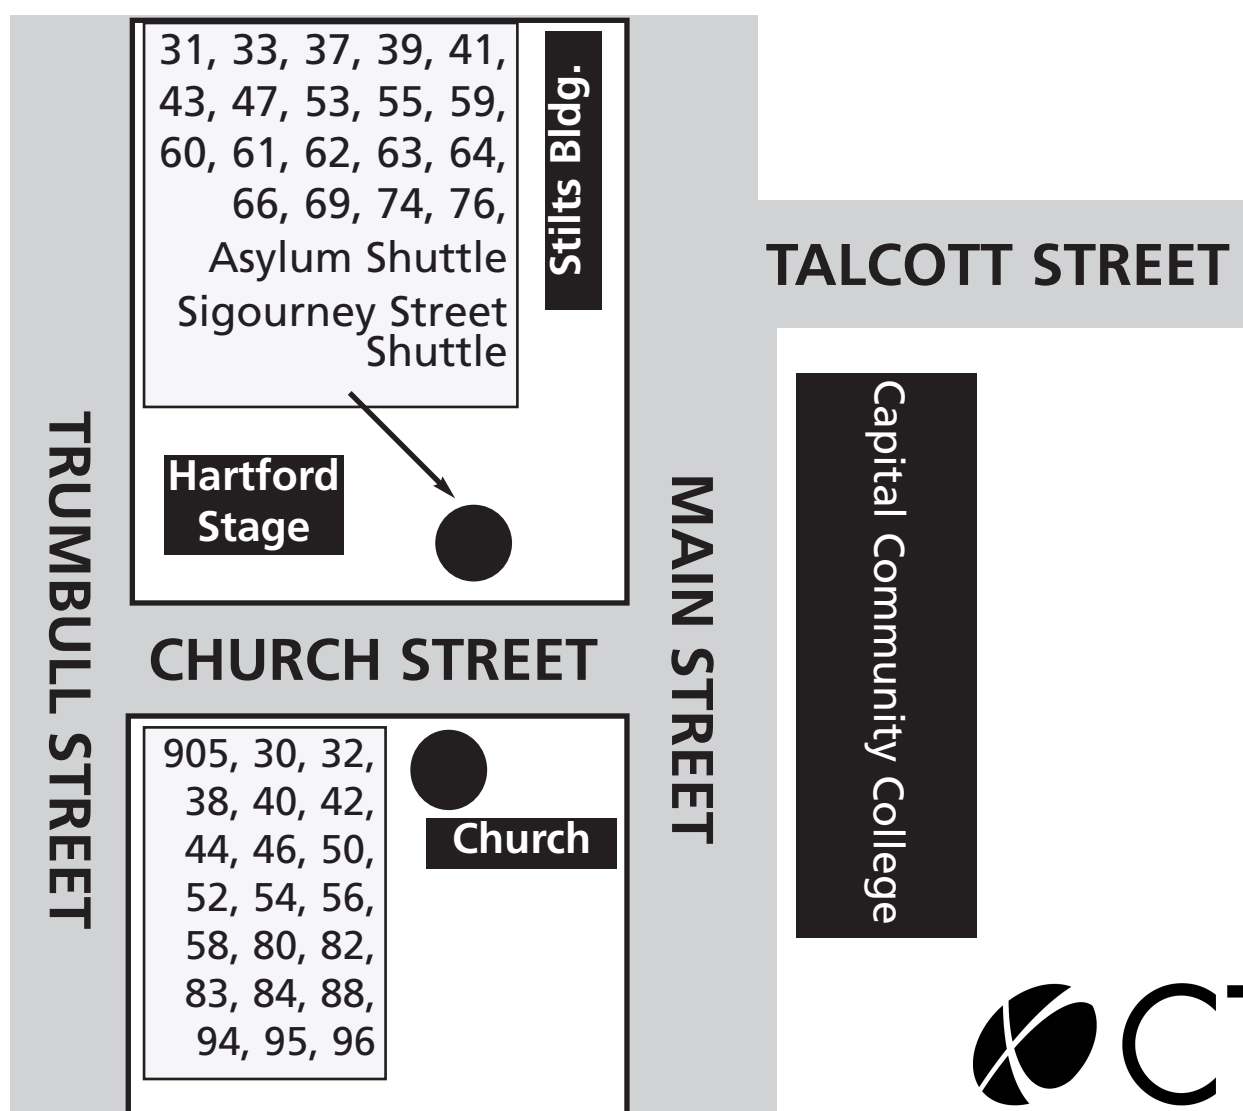 31, 33, 37, 39, 41,
43, 47, 53, 55, 59,
60, 61, 62, 63, 64,
66, 69, 74, 76,
Asylum Shuttle
Sigourney Street
Shuttle
Stilts Bldg.
TALCOTT STREET
Hartford
Stage
TRUMBULL STREET
MAIN STREET
Capital Community College
CHURCH STREET
905, 30, 32,
38, 40, 42,
44, 46, 50,
52, 54, 56,
58, 80, 82,
83, 84, 88,
94, 95, 96
Church